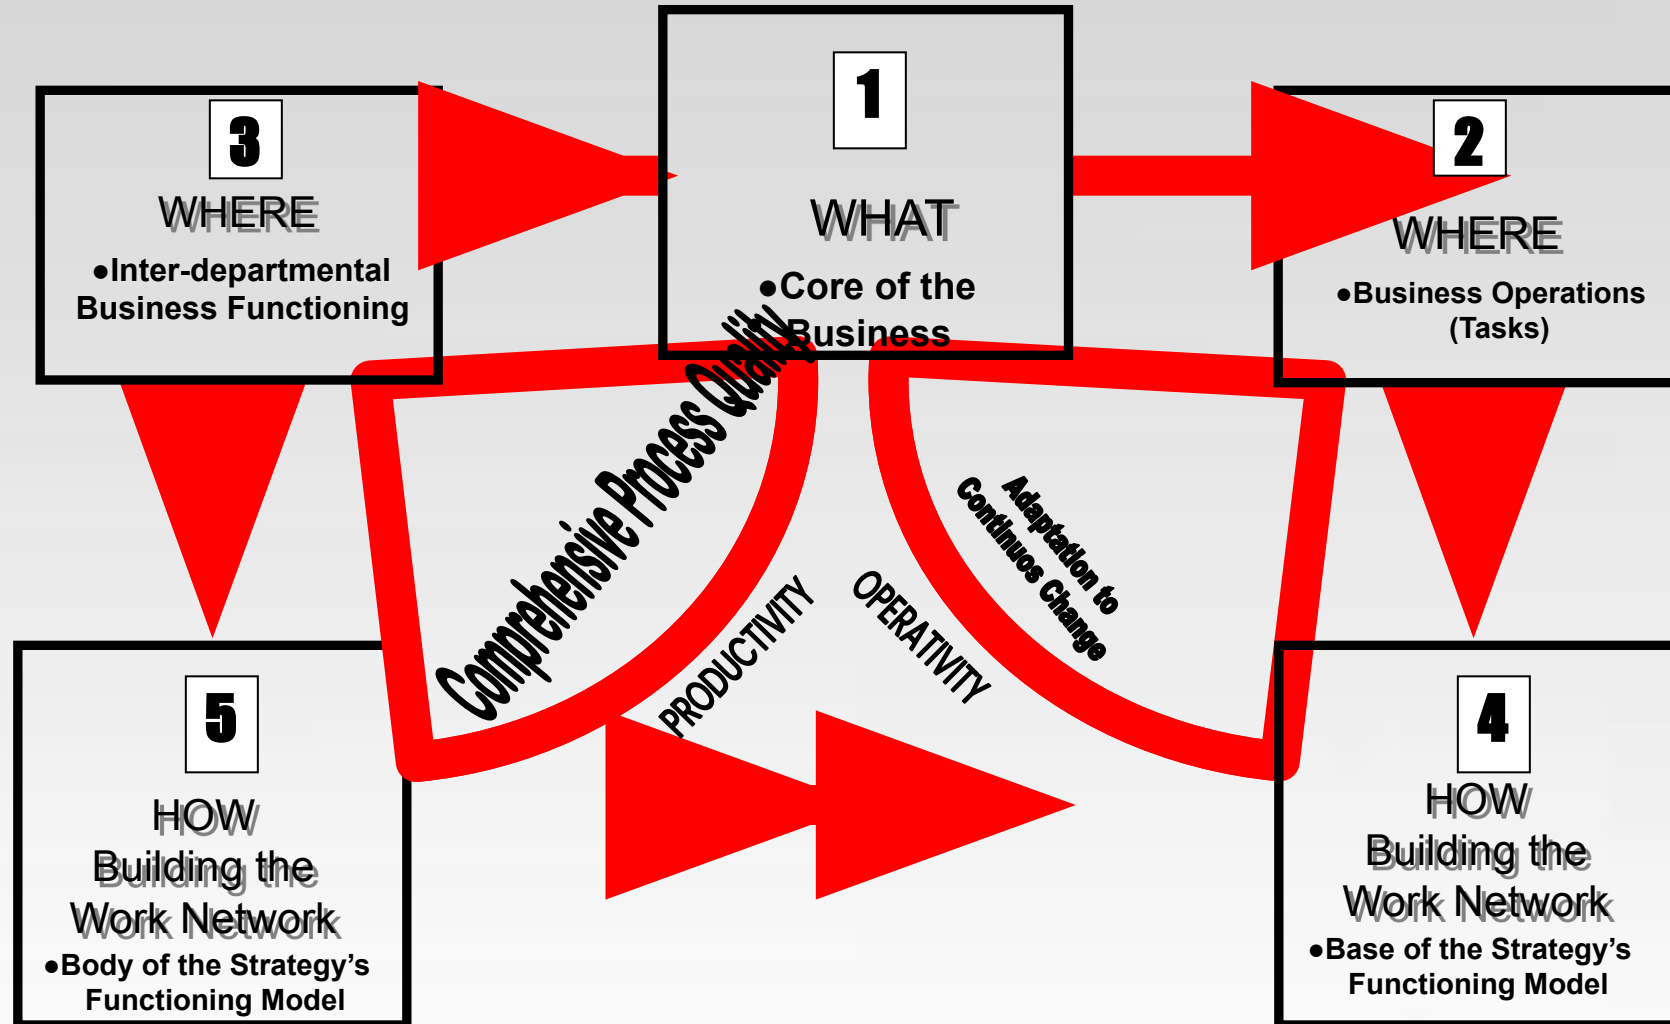 1
WHAT
●Core of the
Business
3
WHERE
●Inter-departmental
Business Functioning
2
WHERE
●Business Operations
(Tasks)
Comprehensive Process Quality
PRODUCTIVITY
OPERATIVITY
Adaptation to
Continuos Change
5
HOW
Building the
Work Network
●Body of the Strategy’s
Functioning Model
4
HOW
Building the
Work Network
●Base of the Strategy’s
Functioning Model